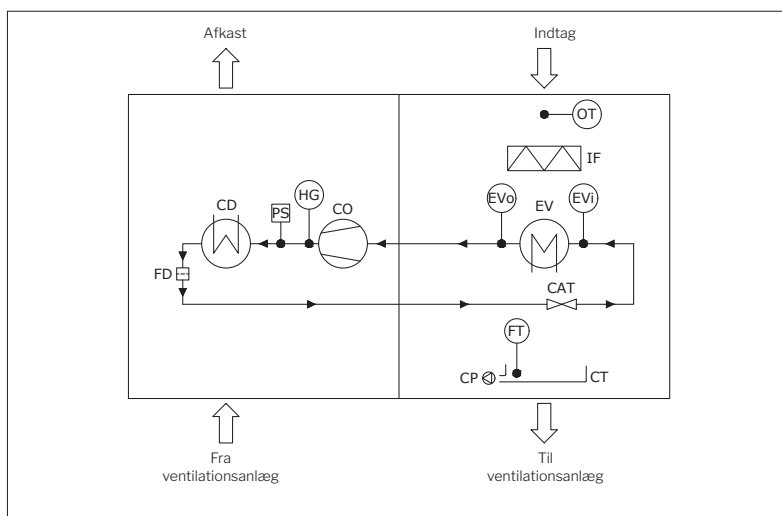 Afkast
Indtag
OT
IF
HG
PS
CD
CO
EVo
EV
EVi
FD
CAT
FT
CP
CT
Fra
ventilationsanlæg
Til
ventilationsanlæg